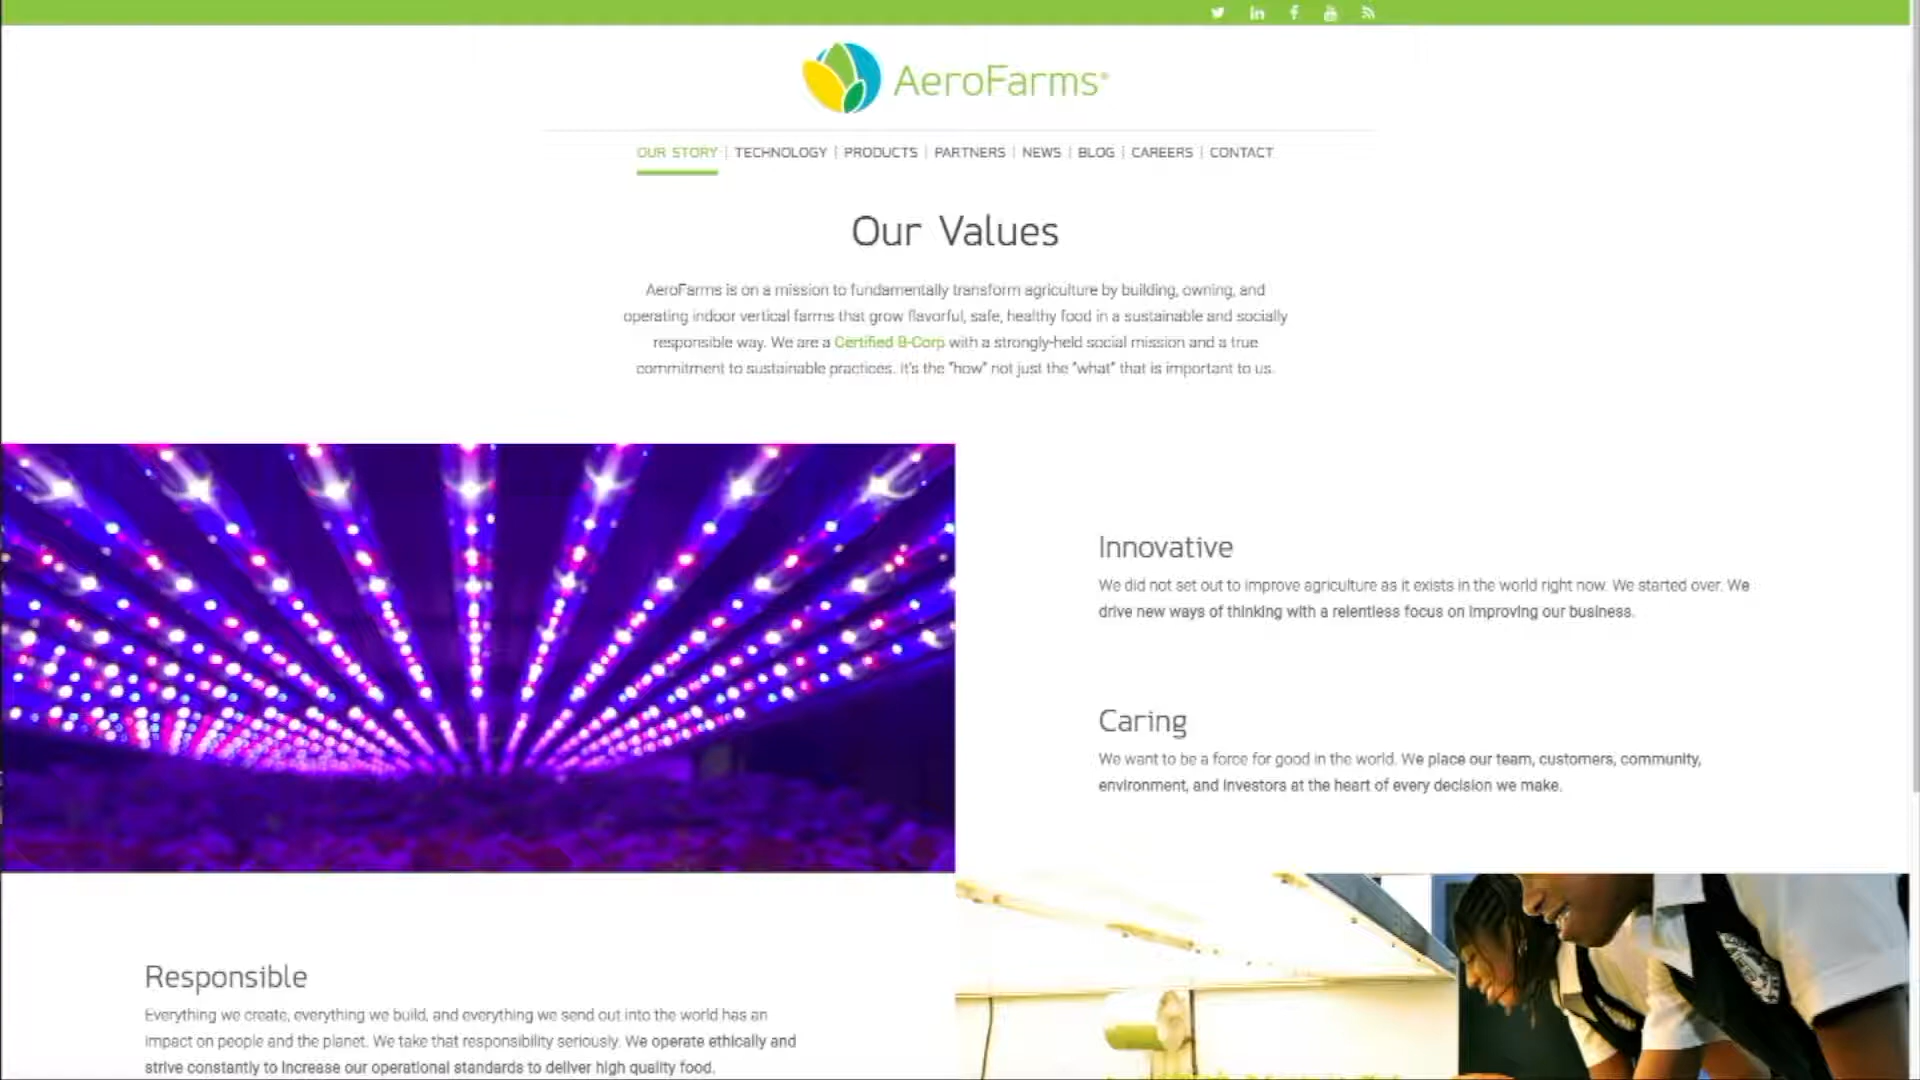 AeroFarms®
OUR STORY | TECHNOLOGY | PRODUCTS | PARTNERS | NEWS | BLOG | CAREERS | CONTACT
Our Values
AeroFarms is on a mission to fundamentally transform agriculture by building, owning, and
operating indoor vertical farms that grow flavorful, safe, healthy food in a sustainable and socially
responsible way. We are a Certified B-Corp with a strongly-held social mission and a true
commitment to sustainable practices. It's the "how" not just the "what" that is important to us.
Innovative
We did not set out to improve agriculture as it exists in the world right now. We started over. We
drive new ways of thinking with a relentless focus on improving our business.
Caring
We want to be a force for good in the world. We place our team, customers, community,
environment, and investors at the heart of every decision we make.
Responsible
Everything we create, everything we build, and everything we send out into the world has an
impact on people and the planet. We take that responsibility seriously. We operate ethically and
strive constantly to increase our operational standards to deliver high quality food.